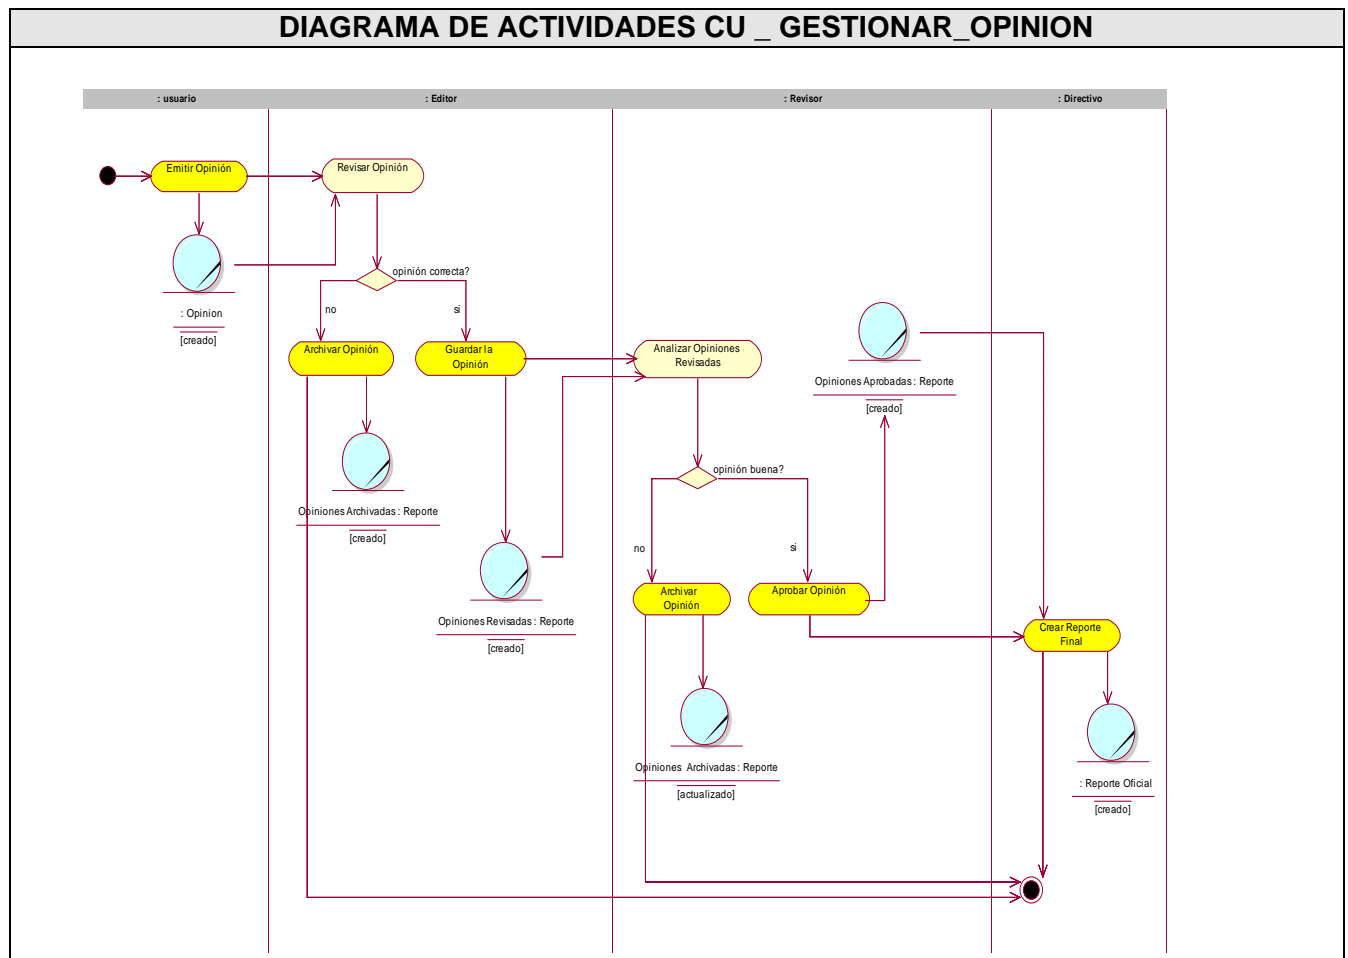 DIAGRAMA DE ACTIVIDADES CU _ GESTIONAR_OPINION
: usuario
: Editor
: Revisor
: Directivo
Emitir Opinión
Revisar Opinión
opinión correcta?
: Opinion
[creado]
no
si
Archivar Opinión
Guardar la
Opinión
Analizar Opiniones
Revisadas
Opiniones Aprobadas : Reporte
[creado]
opinión buena?
Opiniones Archivadas : Reporte
[creado]
no
si
Archivar
Opinión
Aprobar Opinión
Opiniones Revisadas : Reporte
[creado]
Crear Reporte
Final
Opiniones Archivadas : Reporte
[actualizado]
: Reporte Oficial
[creado]